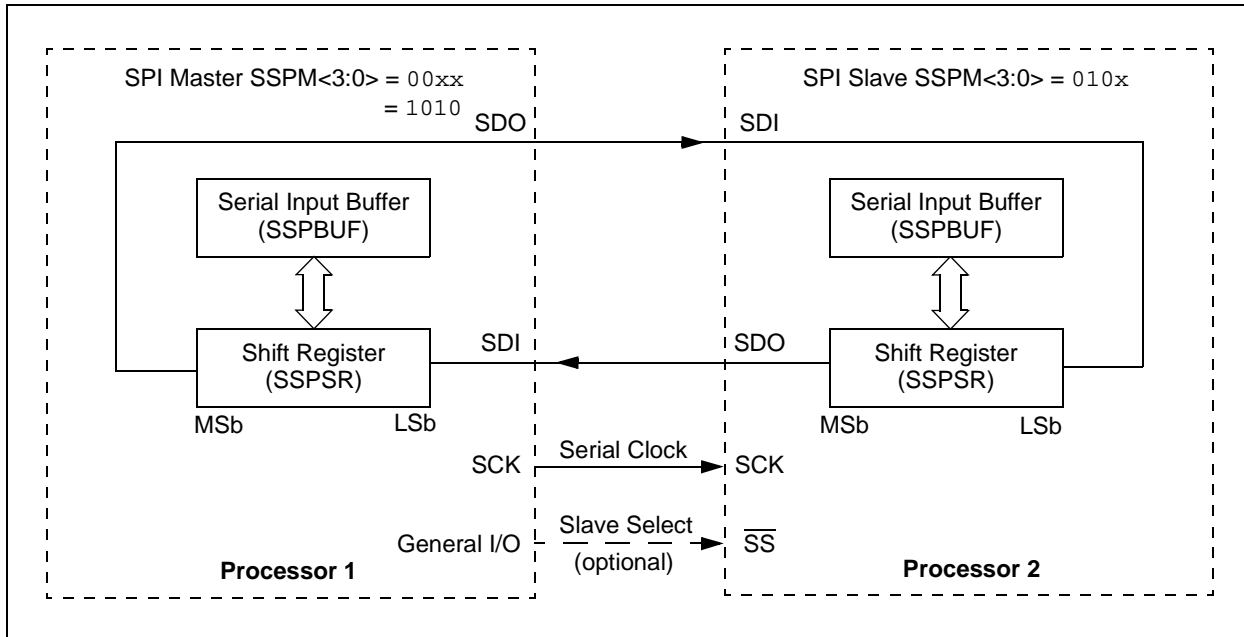 SPI Master SSPM<3:0> = 00xx
= 1010
SPI Slave SSPM<3:0> = 010x
SDO
SDI
Serial Input Buffer
(SSPBUF)
Serial Input Buffer
(SSPBUF)
Shift Register
(SSPSR)
SDI
SDO
Shift Register
(SSPSR)
MSb
LSb
MSb
LSb
SCK
Serial Clock
SCK
General I/O
Slave Select
(optional)
SS
Processor 1
Processor 2